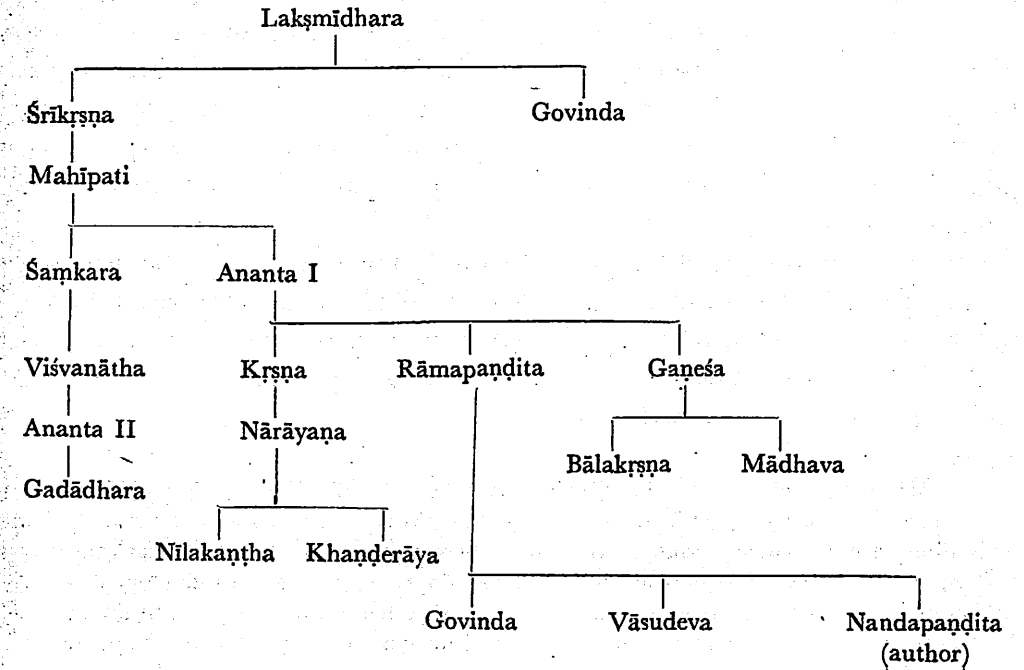 Lakṣmīdhara
Śrīkṛṣṇa Govinda
Mahīpati
Śaṃkara Ananta I
Viśvanātha Kṛṣṇa Rāmapaṇḍita Gaṇeśa
Ananta II Nārāyaṇa
Bālakṛṣṇa Mādhava
Gadādhara
Nīlakaṇṭha Khaṇḍerāya
Govinda Vāsudeva Nandapaṇḍita
(author)